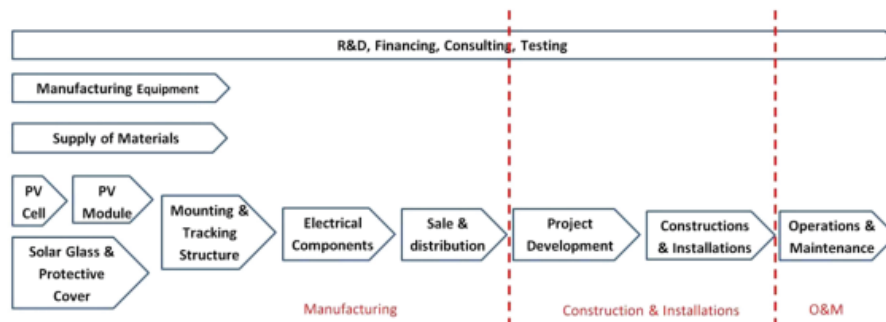 R&D, Financing, Consulting, Testing
Manufacturing Equipment
Supply of Materials
PV
Cell
PV
Module
Solar Glass &
Protective
Cover
Mounting &
Tracking
Structure
Electrical
Components
Sale &
distribution
Project
Development
Constructions
& Installations
Operations &
Maintenance
Manufacturing
Construction & Installations
O&M